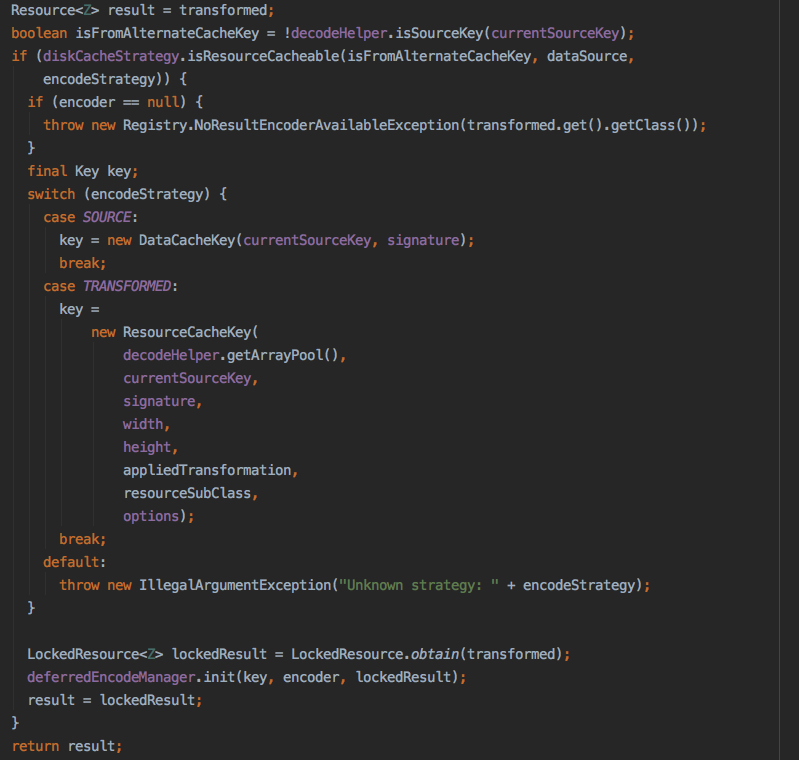 Resource<Z> result = transformed;
boolean isFromAlternateCacheKey = !decodeHelper.isSourceKey(currentSourceKey);
if (diskCacheStrategy.isResourceCacheable(isFromAlternateCacheKey, dataSource,
    encodeStrategy)) {
  if (encoder == null) {
    throw new Registry.NoResultEncoderAvailableException(transformed.get().getClass());
  }
  final Key key;
  switch (encodeStrategy) {
    case SOURCE:
      key = new DataCacheKey(currentSourceKey, signature);
      break;
    case TRANSFORMED:
      key =
          new ResourceCacheKey(
              decodeHelper.getArrayPool(),
              currentSourceKey,
              signature,
              width,
              height,
              appliedTransformation,
              resourceSubClass,
              options);
      break;
    default:
      throw new IllegalArgumentException("Unknown strategy: " + encodeStrategy);
  }

  LockedResource<Z> lockedResult = LockedResource.obtain(transformed);
  deferredEncodeManager.init(key, encoder, lockedResult);
  result = lockedResult;
}
return result;